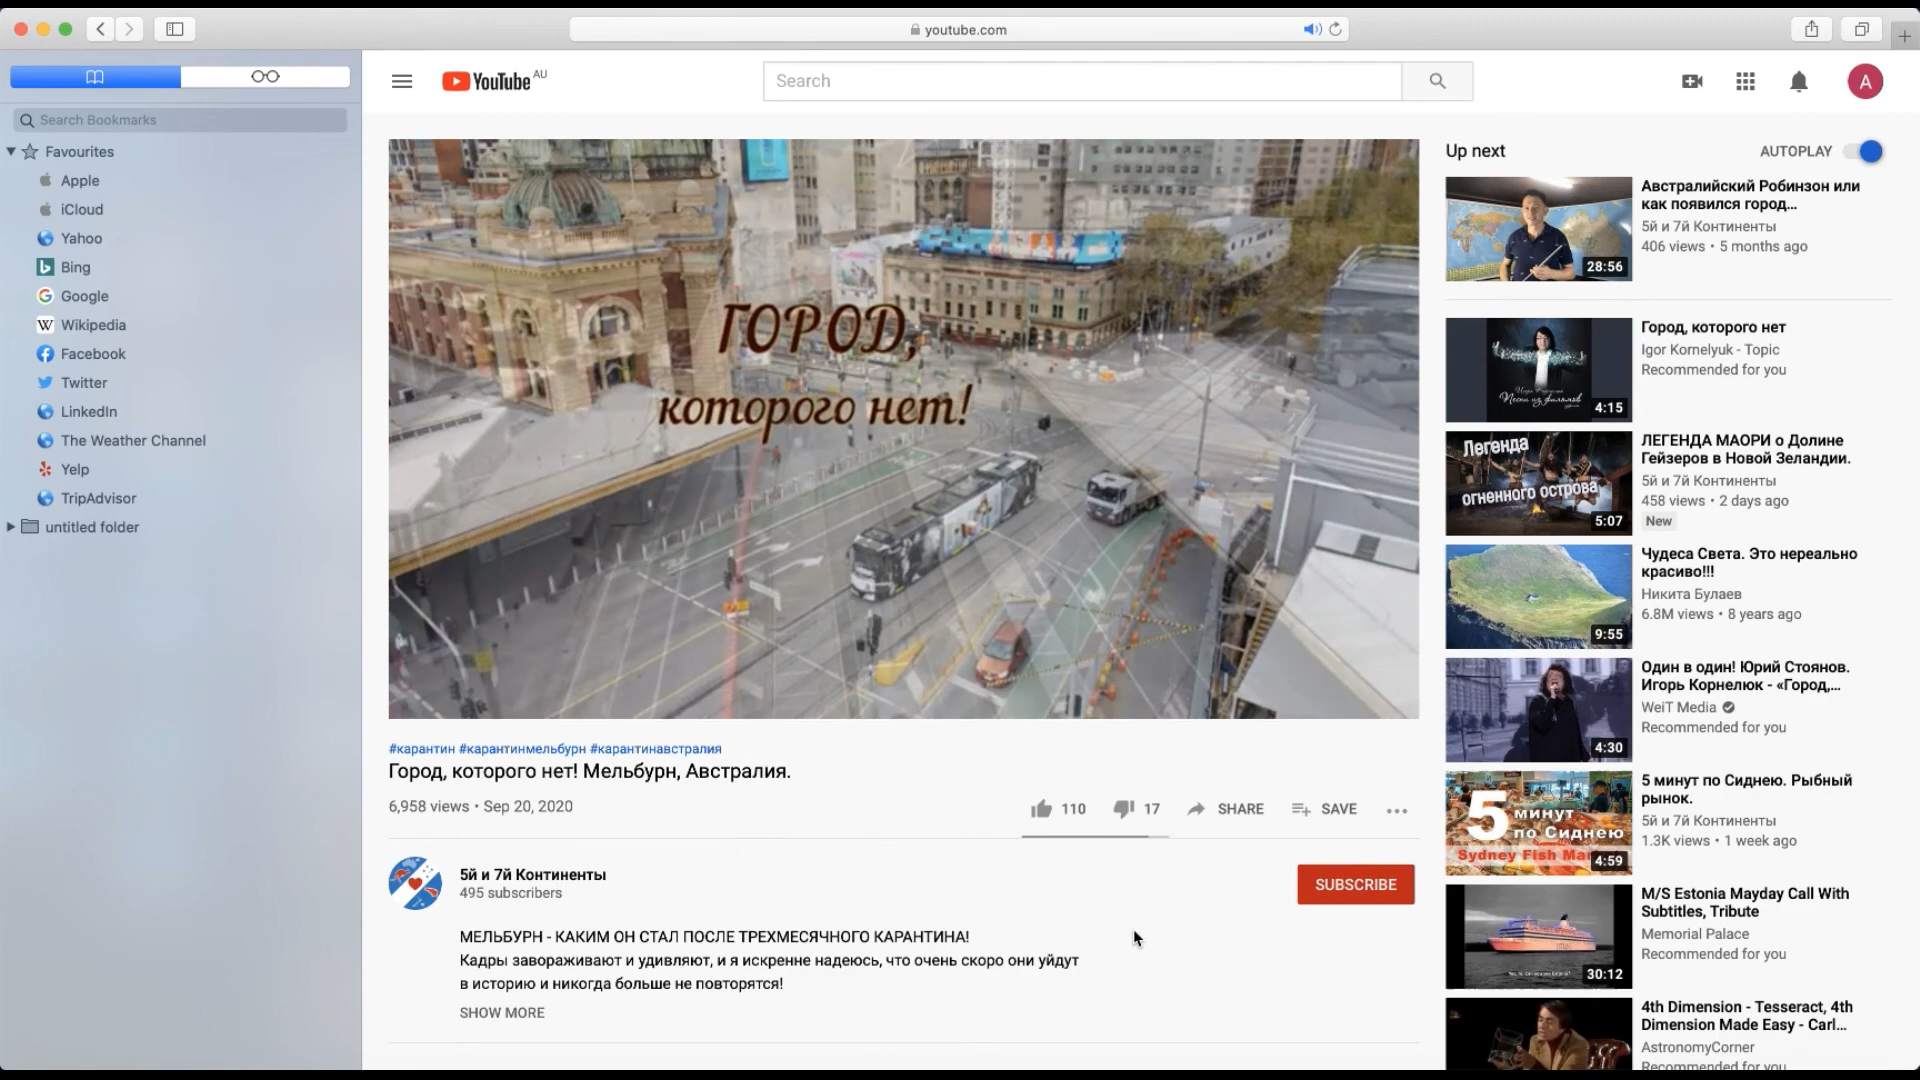 youtube.com
Search Bookmarks
Favourites
Apple
iCloud
Yahoo
Bing
Google
Wikipedia
Facebook
Twitter
LinkedIn
The Weather Channel
Yelp
TripAdvisor
untitled folder
YouTube AU
Search
A
ГОРОД,
которого нет!
#карантин #карантинмельбурн #карантинавстралия
Город, которого нет! Мельбурн, Австралия.
6,958 views • Sep 20, 2020
110
17
SHARE
SAVE
5й и 7й Континенты
495 subscribers
SUBSCRIBE
МЕЛЬБУРН - КАКИМ ОН СТАЛ ПОСЛЕ ТРЕХМЕСЯЧНОГО КАРАНТИНА!
Кадры завораживают и удивляют, и я искренне надеюсь, что очень скоро они уйдут
в историю и никогда больше не повторятся!
SHOW MORE
Up next
AUTOPLAY
28:56
Австралийский Робинзон или
как появился город...
5й и 7й Континенты
406 views • 5 months ago
4:15
Город, которого нет
Igor Kornelyuk - Topic
Recommended for you
Легенда
огненного острова
5:07
ЛЕГЕНДА МАОРИ о Долине
Гейзеров в Новой Зеландии.
5й и 7й Континенты
458 views • 2 days ago
New
9:55
Чудеса Света. Это нереально
красиво!!!
Никита Булаев
6.8M views • 8 years ago
4:30
Один в один! Юрий Стоянов.
Игорь Корнелюк - «Город,...
WeiT Media
Recommended for you
5 минут
по Сиднею
Sydney Fish Ma
4:59
5 минут по Сиднею. Рыбный
рынок.
5й и 7й Континенты
1.3K views • 1 week ago
30:12
M/S Estonia Mayday Call With
Subtitles, Tribute
Memorial Palace
Recommended for you
4th Dimension - Tesseract, 4th
Dimension Made Easy - Carl...
AstronomyCorner
Recommended for you